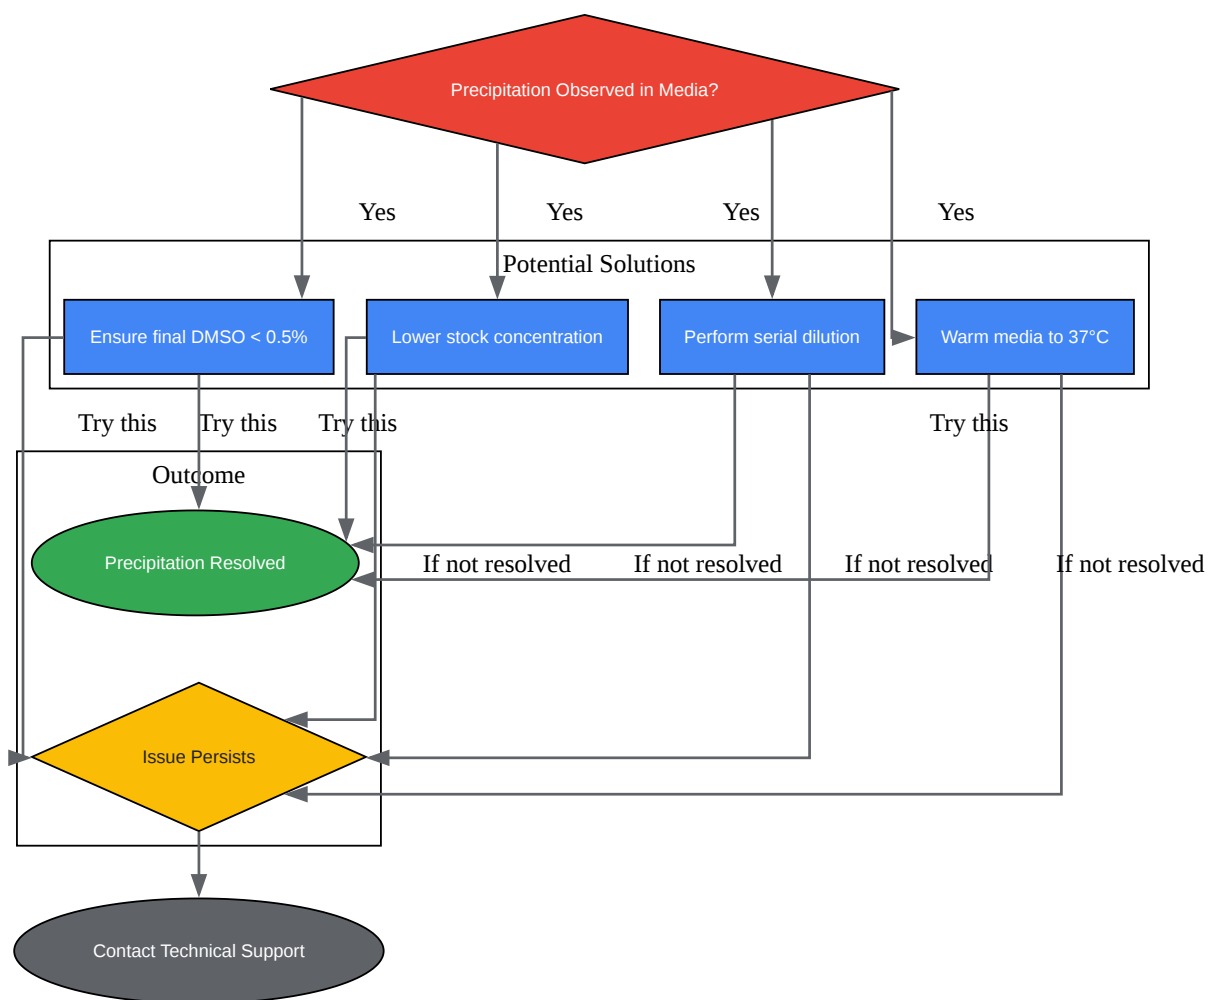 Precipitation Observed in Media?
Yes
Yes
Yes
Yes
Potential Solutions
Ensure final DMSO < 0.5%
Lower stock concentration
Perform serial dilution
Warm media to 37°C
Try this
Try this
Try this
Try this
Outcome
Precipitation Resolved
If not resolved
If not resolved
If not resolved
If not resolved
Issue Persists
Contact Technical Support